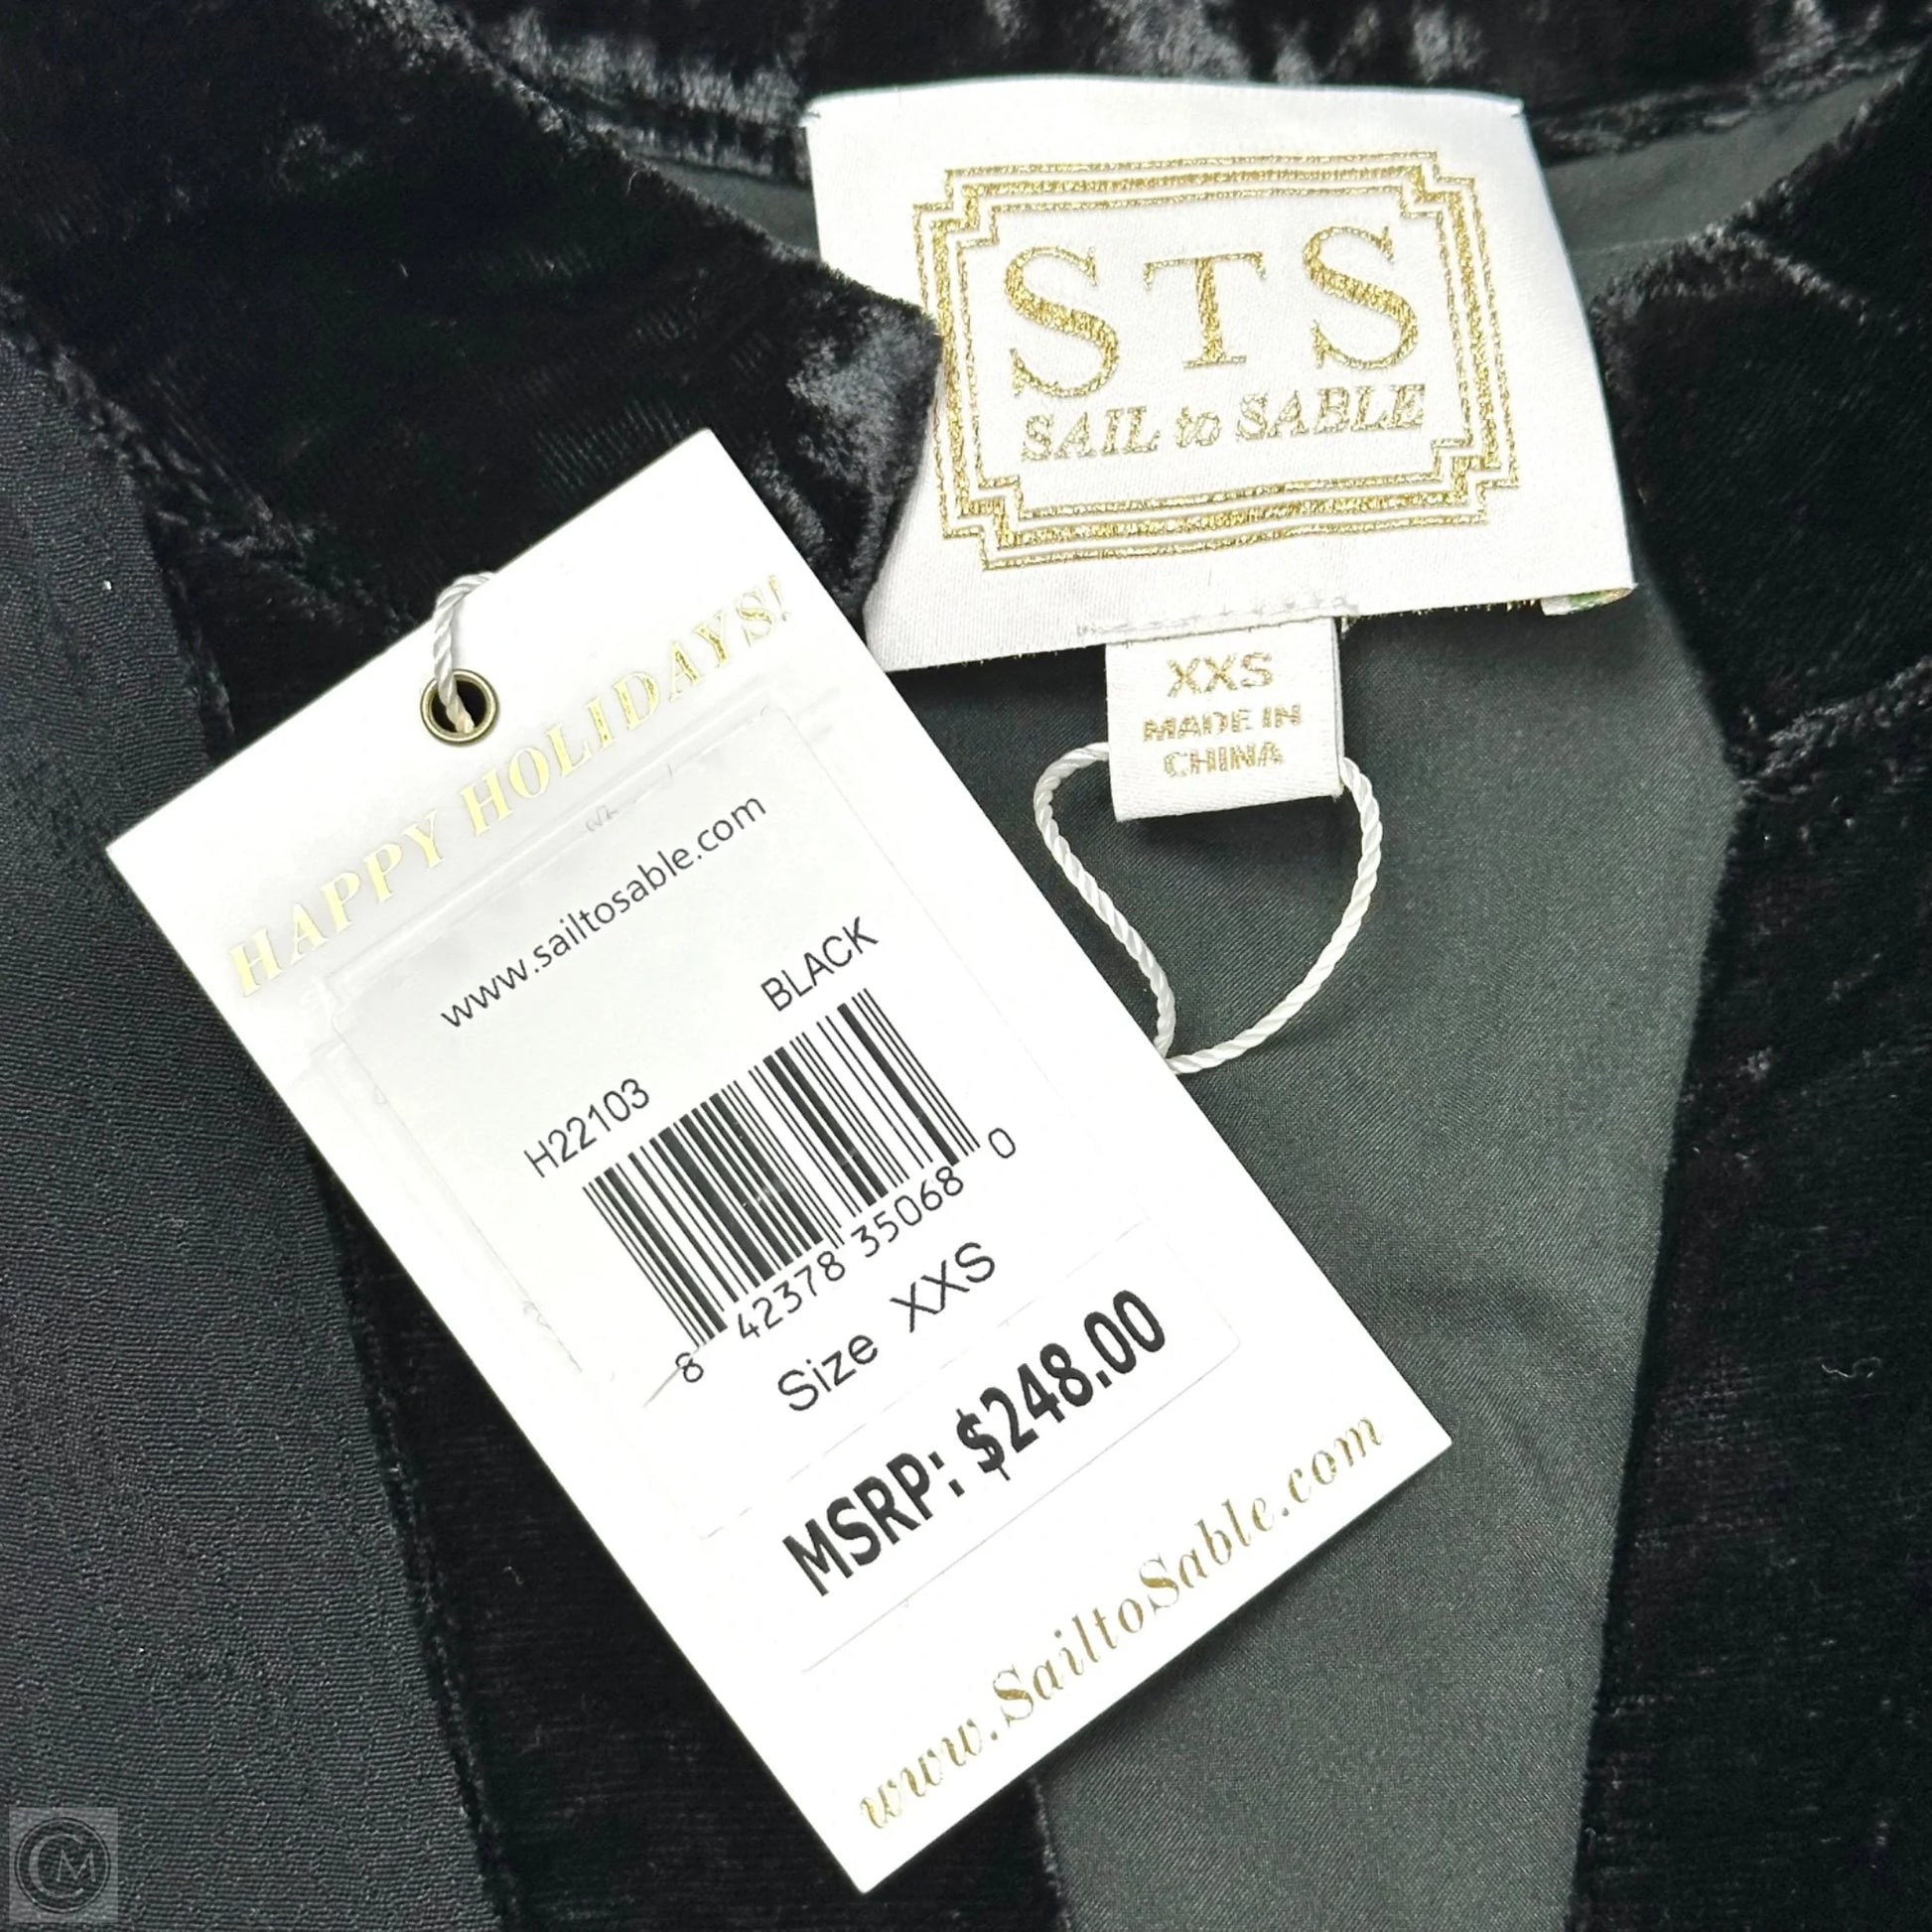 STS
SAIL to SABLE
XXS
MADE IN
CHINA
HAPPY HOLIDAYS!
www.sailtosable.com
H22103 BLACK
8 42378 35068 0
Size XXS
MSRP: $248.00
www.SailtoSable.com
CM